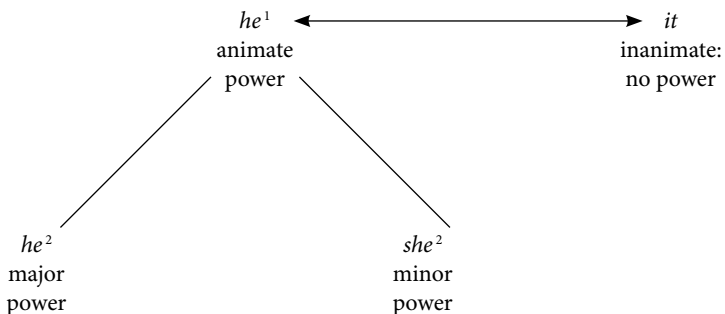 he¹ it
animate inanimate:
power no power
he² she²
major minor
power power